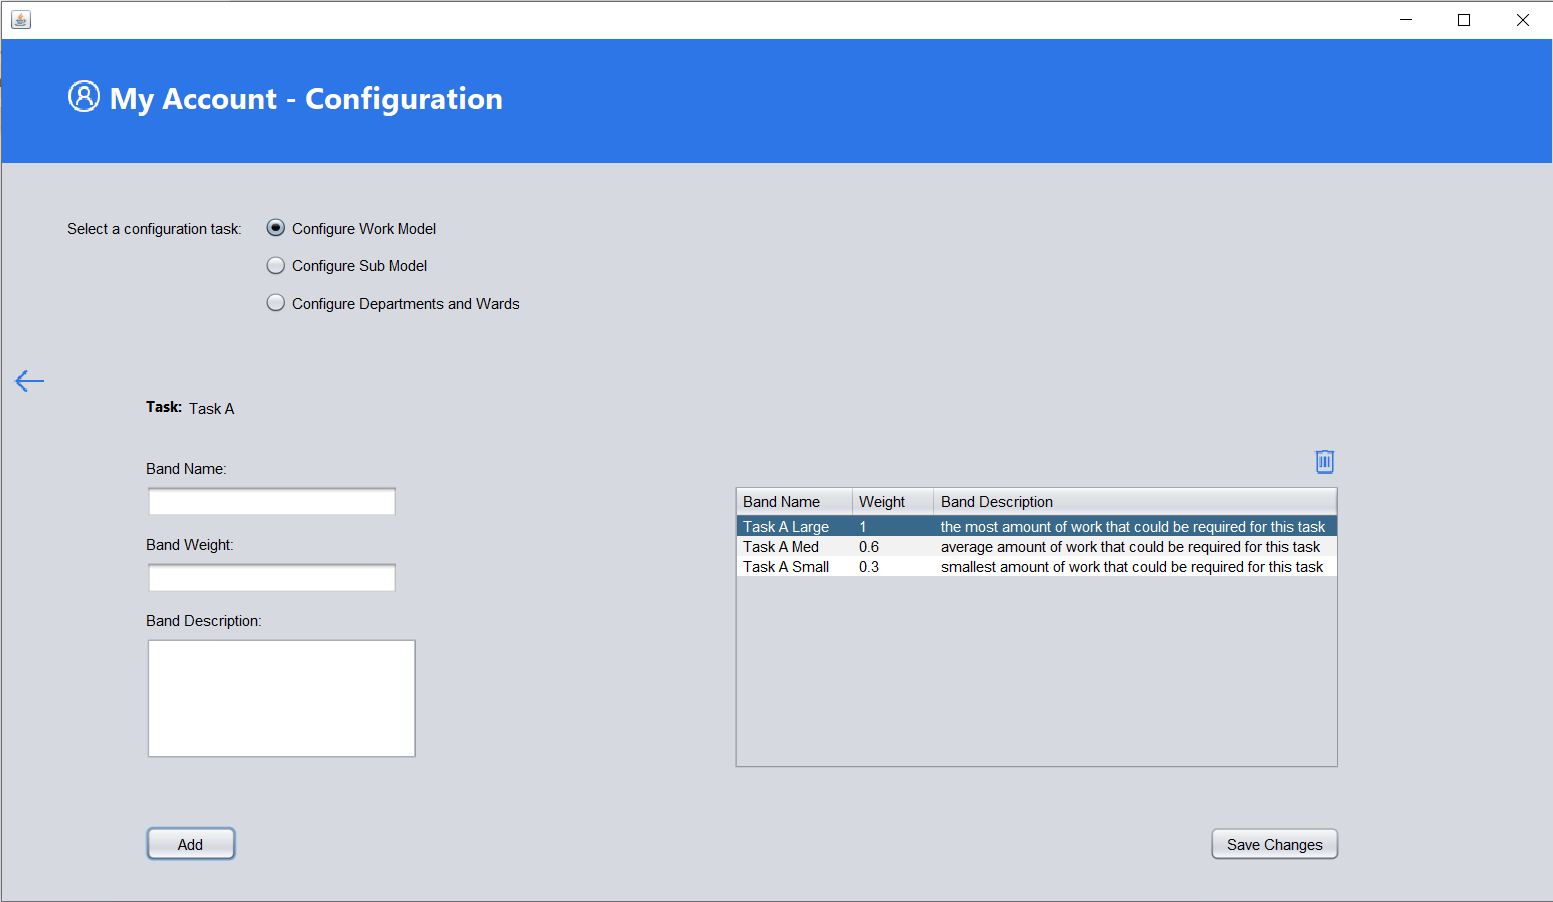 My Account - Configuration
Select a configuration task:
Configure Work Model
Configure Sub Model
Configure Departments and Wards
Task: Task A
Band Name:
Band Weight:
Band Description:
Add
Band Name Weight Band Description
Task A Large 1 the most amount of work that could be required for this task
Task A Med 0.6 average amount of work that could be required for this task
Task A Small 0.3 smallest amount of work that could be required for this task
Save Changes